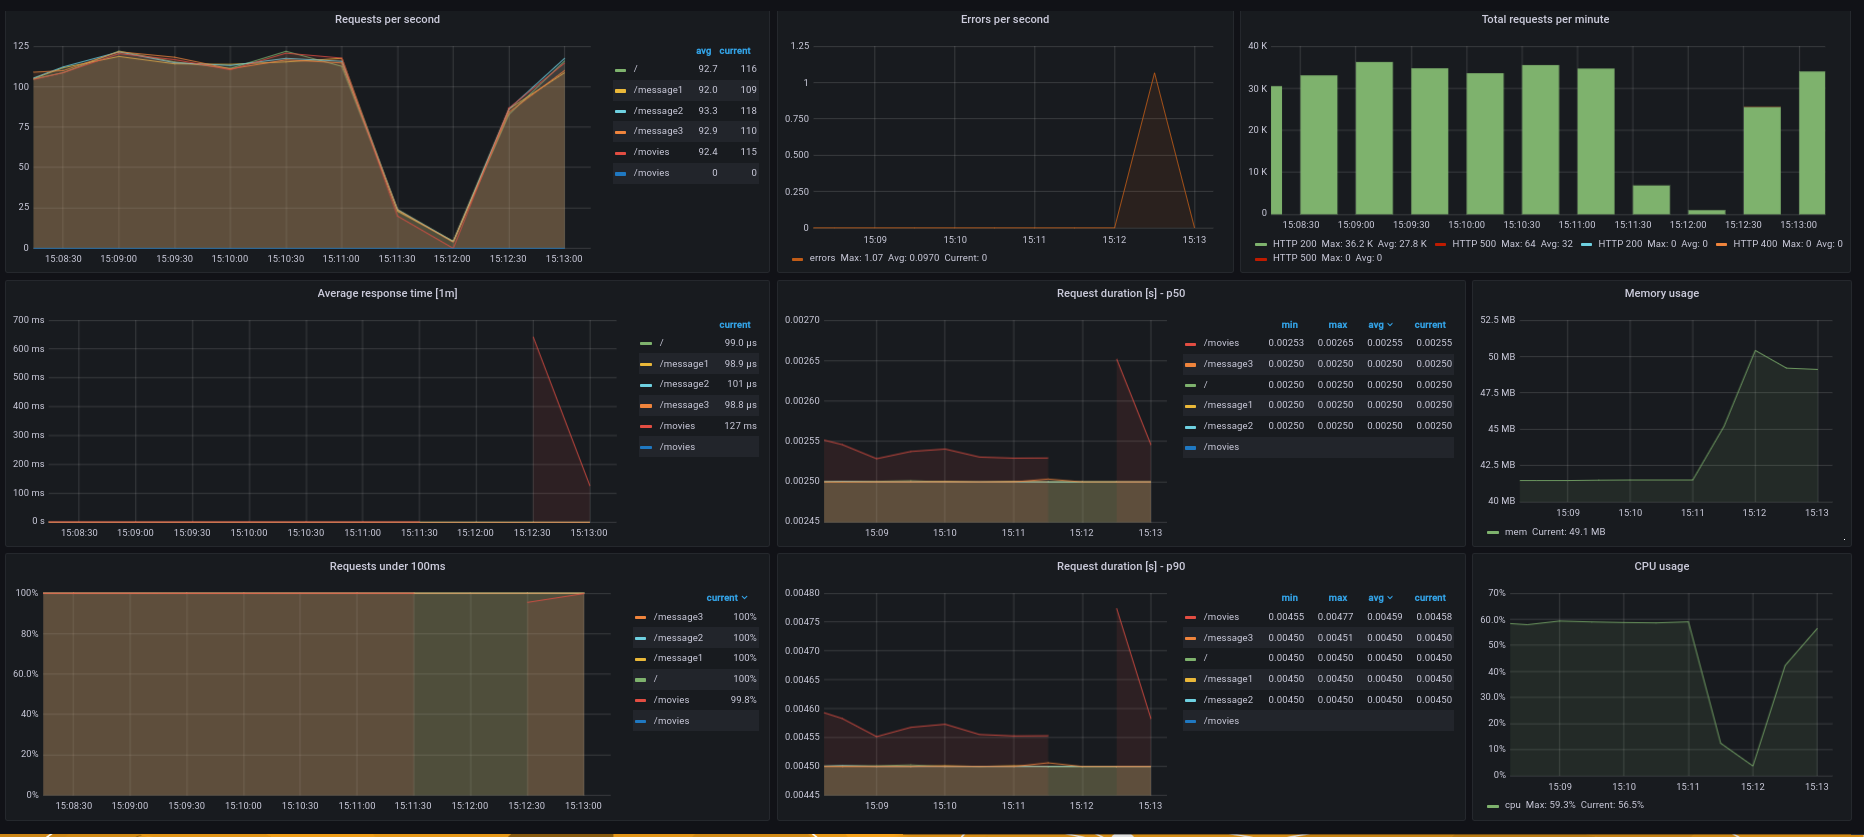 Requests per second
125
100
75
50
25
0
15:08:30 15:09:00 15:09:30 15:10:00 15:10:30 15:11:00 15:11:30 15:12:00 15:12:30 15:13:00
avg current
/ 92.7 116
/message1 92.0 109
/message2 93.3 118
/message3 92.9 110
/movies 92.4 115
/movies 0 0
Errors per second
1.25
1
0.750
0.500
0.250
0
15:09 15:10 15:11 15:12 15:13
errors Max: 1.07 Avg: 0.0970 Current: 0
Total requests per minute
40 K
30 K
20 K
10 K
0
15:08:30 15:09:00 15:09:30 15:10:00 15:10:30 15:11:00 15:11:30 15:12:00 15:12:30 15:13:00
HTTP 200 Max: 36.2 K Avg: 27.8 K HTTP 500 Max: 64 Avg: 32 HTTP 200 Max: 0 Avg: 0 HTTP 400 Max: 0 Avg: 0
HTTP 500 Max: 0 Avg: 0
Average response time [1m]
700 ms
600 ms
500 ms
400 ms
300 ms
200 ms
100 ms
0 s
15:08:30 15:09:00 15:09:30 15:10:00 15:10:30 15:11:00 15:11:30 15:12:00 15:12:30 15:13:00
current
/ 99.0 µs
/message1 98.9 µs
/message2 101 µs
/message3 98.8 µs
/movies 127 ms
/movies
Request duration [s] - p50
0.00270
0.00265
0.00260
0.00255
0.00250
0.00245
15:09 15:10 15:11 15:12 15:13
min max avg current
/movies 0.00253 0.00265 0.00255 0.00255
/message3 0.00250 0.00250 0.00250 0.00250
/ 0.00250 0.00250 0.00250 0.00250
/message1 0.00250 0.00250 0.00250 0.00250
/message2 0.00250 0.00250 0.00250 0.00250
/movies
Memory usage
52.5 MB
50 MB
47.5 MB
45 MB
42.5 MB
40 MB
15:09 15:10 15:11 15:12 15:13
mem Current: 49.1 MB
Requests under 100ms
100%
80%
60.0%
40%
20%
0%
15:08:30 15:09:00 15:09:30 15:10:00 15:10:30 15:11:00 15:11:30 15:12:00 15:12:30 15:13:00
current
/message3 100%
/message2 100%
/message1 100%
/ 100%
/movies 99.8%
/movies
Request duration [s] - p90
0.00480
0.00475
0.00470
0.00465
0.00460
0.00455
0.00450
0.00445
15:09 15:10 15:11 15:12 15:13
min max avg current
/movies 0.00455 0.00477 0.00459 0.00458
/message3 0.00450 0.00451 0.00450 0.00450
/ 0.00450 0.00450 0.00450 0.00450
/message1 0.00450 0.00450 0.00450 0.00450
/message2 0.00450 0.00450 0.00450 0.00450
/movies
CPU usage
70%
60.0%
50%
40%
30.0%
20%
10%
0%
15:09 15:10 15:11 15:12 15:13
cpu Max: 59.3% Current: 56.5%